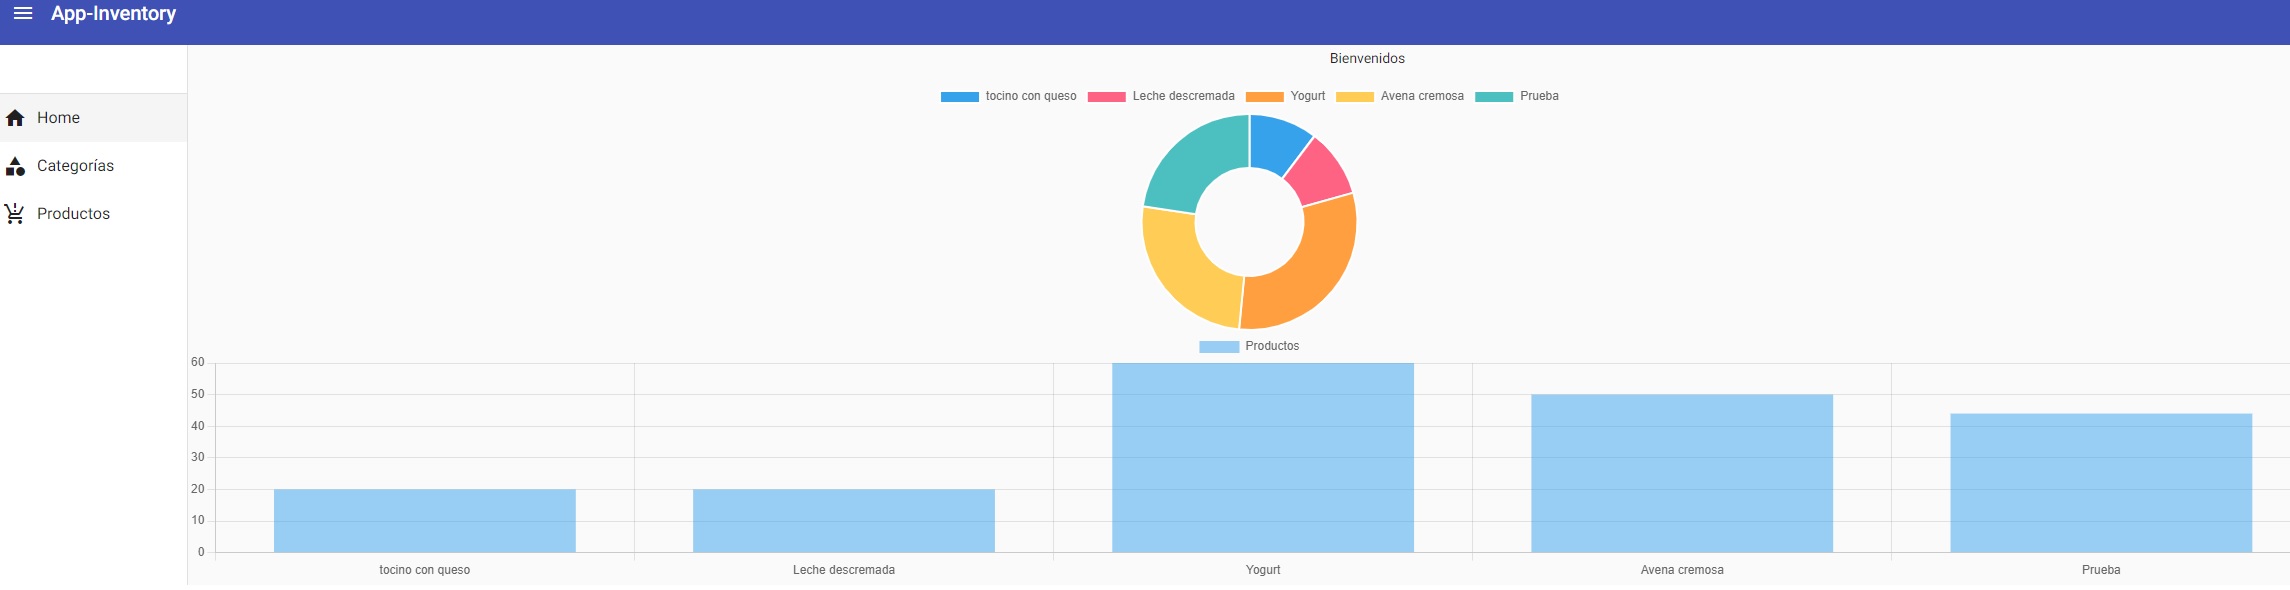 App-Inventory
Bienvenidos
Home
Categorías
Productos
tocino con queso Leche descremada Yogurt Avena cremosa Prueba
Productos
60
50
40
30
20
10
0
tocino con queso Leche descremada Yogurt Avena cremosa Prueba